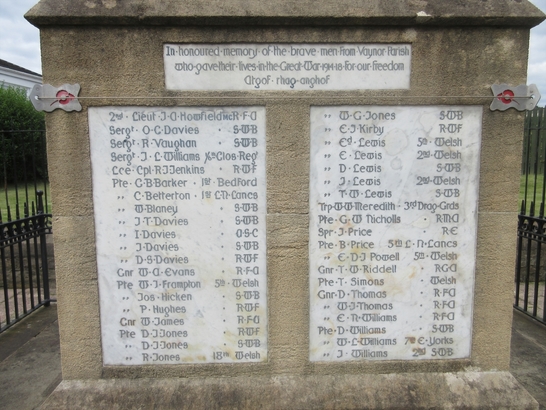 In honoured memory of the brave men from Vaynor Parish
who gave their lives in the Great War 1914-18 for our freedom
Atgof rhag anghof
2nd Lieut J.A. Howfield MC R.F.A
Sergt O.C. Davies S.W.B
Sergt R. Vaughan S.W.B
Sergt J.L. Williams Glos. Regt
Lce Cpl R.J. Jenkins R.W.F
Pte G.B. Barker 1st Bedford
" C. Betterton 1st L.N. Lancs
" W. Blaney S.W.B
" J.T. Davies S.W.B
" I. Davies A.S.C
" J. Davies S.W.B
" D.S. Davies R.W.F
Gnr W.A. Evans R.F.A
Pte W.J. Frampton 5th Welsh
" Jos. Hicken S.W.B
" P. Hughes R.W.F
Gnr W. James R.F.A
Pte D.J. Jones R.W.F
" D.J. Jones S.W.B
" R. Jones 18th Welsh
" W.G. Jones S.W.B
" E.J. Kirby R.W.F
" Ed. Lewis 5th Welsh
" E. Lewis 2nd Welsh
" D. Lewis S.W.B
" J. Lewis 2nd Welsh
" T.W. Lewis S.W.B
Trp W.W. Meredith 3rd Drag. Grds
Pte G.W. Nicholls R.M.A
Spr J. Price R.E
Pte B. Price L.N. Lancs
" E.D.J. Powell 5th Welsh
Gnr T.W. Riddell R.G.A
Pte T. Simons Welsh
Gnr D. Thomas R.F.A
" W.J. Thomas R.F.A
" E.N. Williams R.F.A
Pte D. Williams S.W.B
" W.L. Williams 7th E. Yorks
" J. Williams 2nd S.W.B